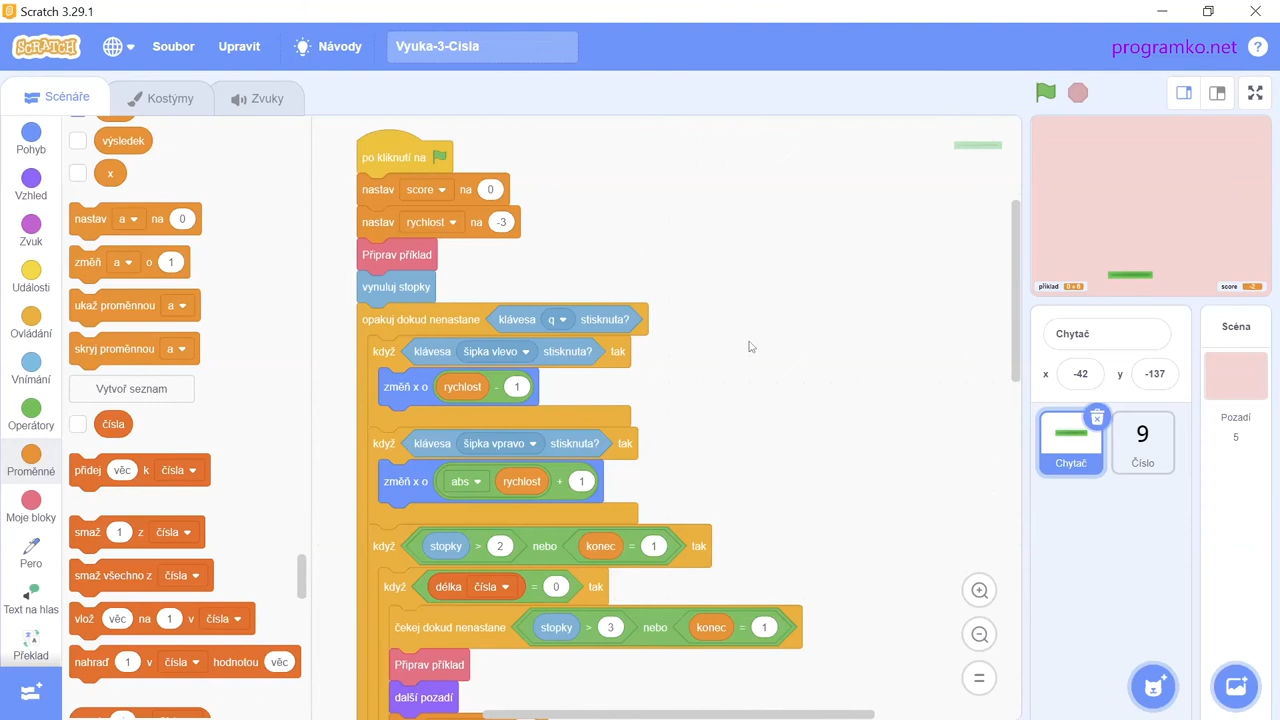 Scratch 3.29.1
SCRATCH
Soubor
Upravit
Návody
Vyuka-3-Cisla
programko.net
?
Scénáře
Kostýmy
Zvuky
Pohyb
Vzhled
Zvuk
Události
Ovládání
Vnímání
Operátory
Proměnné
Moje bloky
Pero
Text na hlas
Překlad
výsledek
x
nastav a na 0
změň a o 1
ukaž proměnnou a
skryj proměnnou a
Vytvoř seznam
čísla
přidej věc k čísla
smaž 1 z čísla
smaž všechno z čísla
vlož věc na 1 v čísla
nahraď 1 v čísla hodnotou věc
po kliknutí na
nastav score na 0
nastav rychlost na -3
Připrav příklad
vynuluj stopky
opakuj dokud nenastane klávesa q stisknuta?
když klávesa šipka vlevo stisknuta? tak
změň x o rychlost - 1
když klávesa šipka vpravo stisknuta? tak
změň x o abs rychlost + 1
když stopky > 2 nebo konec = 1 tak
když délka čísla = 0 tak
čekej dokud nenastane stopky > 3 nebo konec = 1
Připrav příklad
další pozadí
příklad
score -2
Chytač
x -42 y -137
Chytač
9
Číslo
Scéna
Pozadí
5